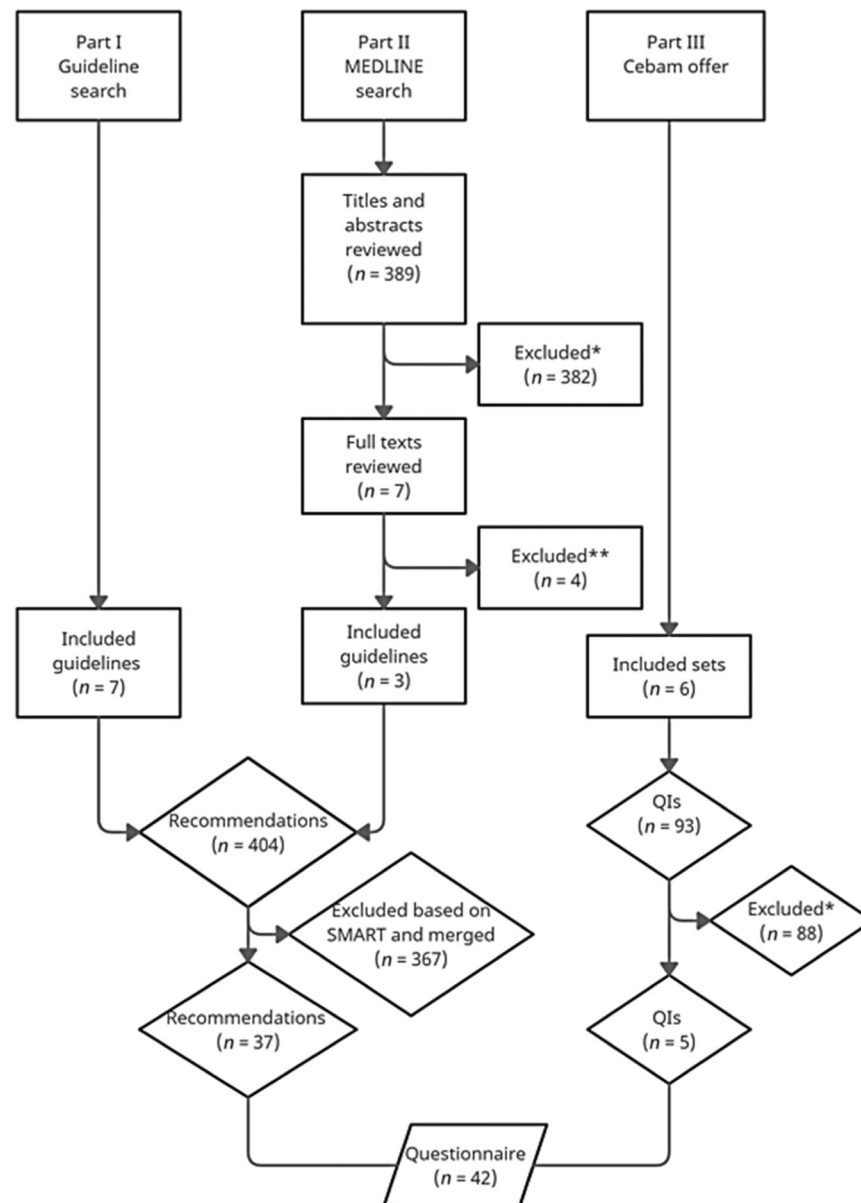 Part I
Guideline
search
Part II
MEDLINE
search
Part III
Cebam offer
Titles and
abstracts
reviewed
(n = 389)
Excluded*
(n = 382)
Full texts
reviewed
(n = 7)
Excluded**
(n = 4)
Included
guidelines
(n = 7)
Included
guidelines
(n = 3)
Included sets
(n = 6)
Recommendations
(n = 404)
QIs
(n = 93)
Excluded based on
SMART and merged
(n = 367)
Excluded*
(n = 88)
Recommendations
(n = 37)
QIs
(n = 5)
Questionnaire
(n = 42)